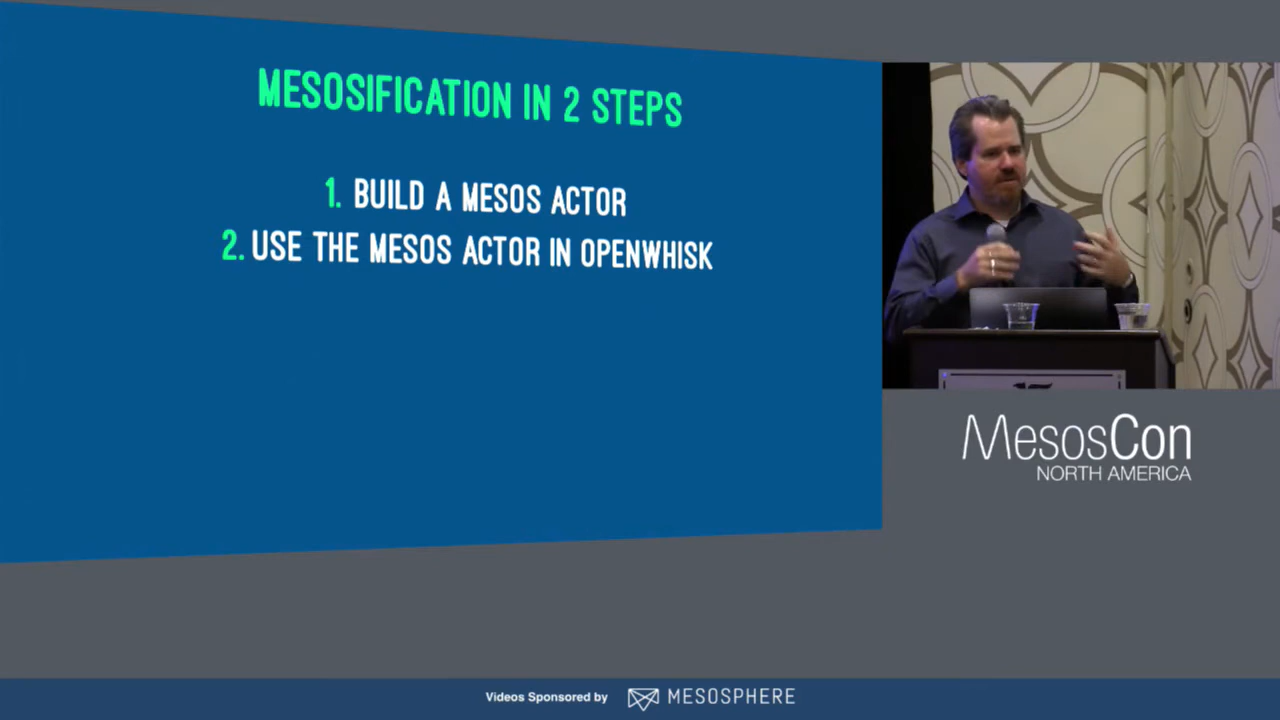 MESOSIFICATION IN 2 STEPS
1. BUILD A MESOS ACTOR
2. USE THE MESOS ACTOR IN OPENWHISK
MesosCon
NORTH AMERICA
Videos Sponsored by MESOSPHERE